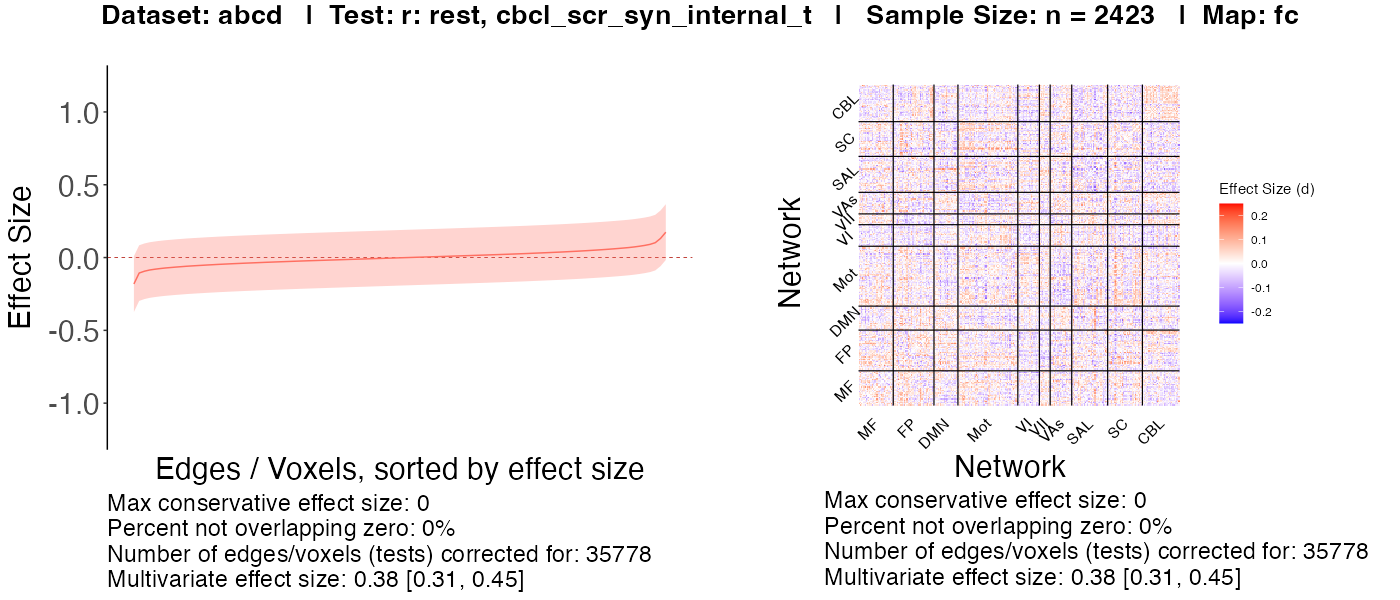 Dataset: abcd | Test: r: rest, cbcl_scr_syn_internal_t | Sample Size: n = 2423 | Map: fc
Effect Size
1.0
0.5
0.0
-0.5
-1.0
Edges / Voxels, sorted by effect size
Max conservative effect size: 0
Percent not overlapping zero: 0%
Number of edges/voxels (tests) corrected for: 35778
Multivariate effect size: 0.38 [0.31, 0.45]
Network
CBL
SC
SAL
VAs
VII
VI
Mot
DMN
FP
MF
MF
FP
DMN
Mot
VI
VII
VAs
SAL
SC
CBL
Network
Effect Size (d)
0.2
0.1
0.0
-0.1
-0.2
Max conservative effect size: 0
Percent not overlapping zero: 0%
Number of edges/voxels (tests) corrected for: 35778
Multivariate effect size: 0.38 [0.31, 0.45]